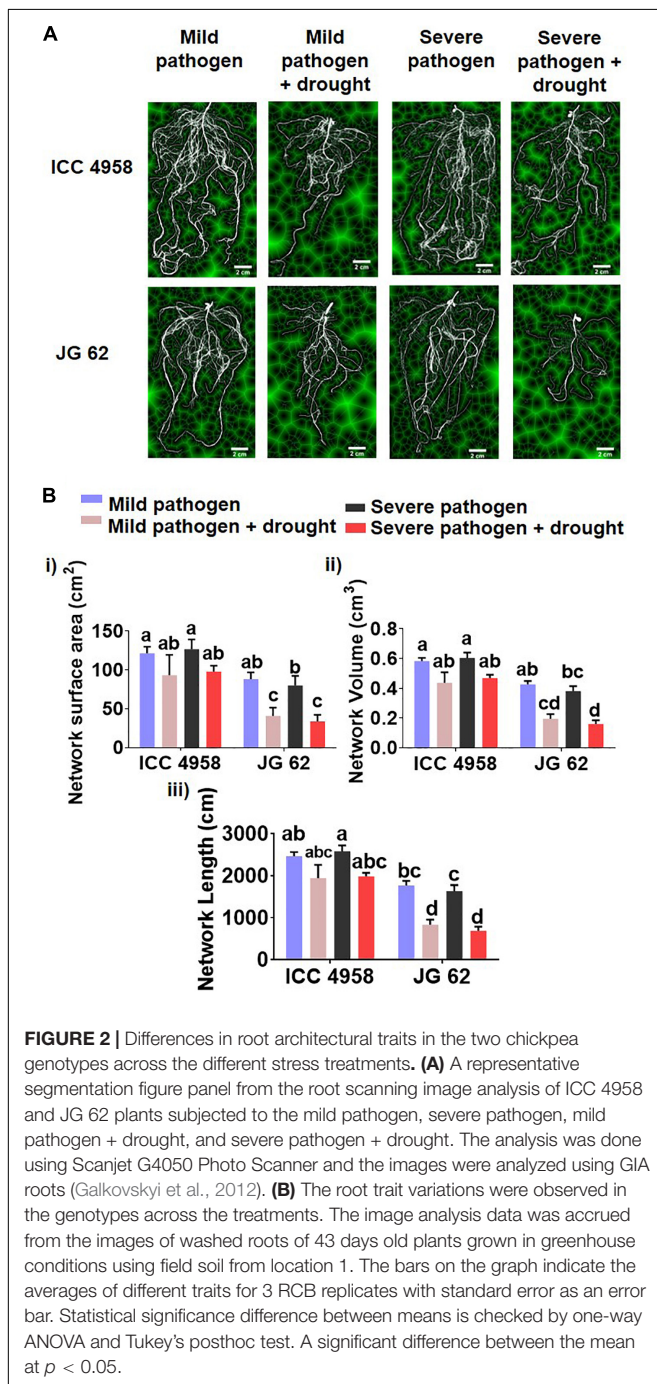 A
Mild pathogen
Mild pathogen + drought
Severe pathogen
Severe pathogen + drought
ICC 4958
2 cm
2 cm
2 cm
2 cm
JG 62
2 cm
2 cm
2 cm
2 cm
B
Mild pathogen
Severe pathogen
Mild pathogen + drought
Severe pathogen + drought
i)
Network surface area (cm²)
150
100
50
0
a
ab
a
ab
ab
c
b
c
ICC 4958
JG 62
ii)
Network Volume (cm³)
0.8
0.6
0.4
0.2
0.0
a
ab
a
ab
ab
cd
bc
d
ICC 4958
JG 62
iii)
Network Length (cm)
3000
2000
1000
0
ab
abc
a
abc
bc
d
c
d
ICC 4958
JG 62
FIGURE 2 | Differences in root architectural traits in the two chickpea
genotypes across the different stress treatments. (A) A representative
segmentation figure panel from the root scanning image analysis of ICC 4958
and JG 62 plants subjected to the mild pathogen, severe pathogen, mild
pathogen + drought, and severe pathogen + drought. The analysis was done
using Scanjet G4050 Photo Scanner and the images were analyzed using GIA
roots (Galkovskyi et al., 2012). (B) The root trait variations were observed in
the genotypes across the treatments. The image analysis data was accrued
from the images of washed roots of 43 days old plants grown in greenhouse
conditions using field soil from location 1. The bars on the graph indicate the
averages of different traits for 3 RCB replicates with standard error as an error
bar. Statistical significance difference between means is checked by one-way
ANOVA and Tukey's posthoc test. A significant difference between the mean
at p < 0.05.